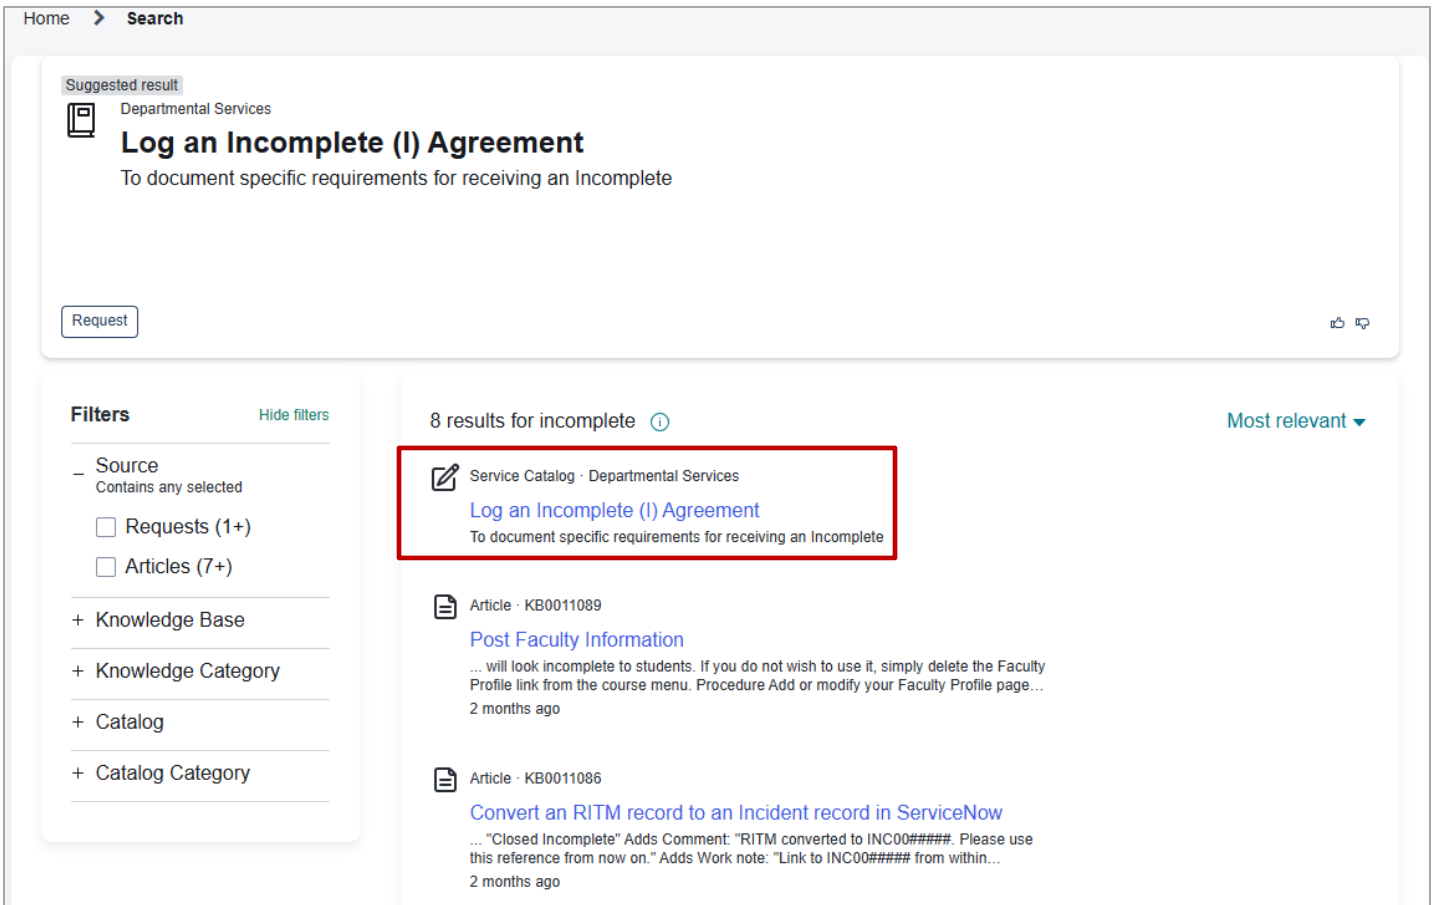 Home > Search
Suggested result
Departmental Services
Log an Incomplete (I) Agreement
To document specific requirements for receiving an Incomplete
Request
Filters
Hide filters
Source
Contains any selected
Requests (1+)
Articles (7+)
+ Knowledge Base
+ Knowledge Category
+ Catalog
+ Catalog Category
8 results for incomplete
Most relevant
Service Catalog · Departmental Services
Log an Incomplete (I) Agreement
To document specific requirements for receiving an Incomplete
Article · KB0011089
Post Faculty Information
... will look incomplete to students. If you do not wish to use it, simply delete the Faculty
Profile link from the course menu. Procedure Add or modify your Faculty Profile page...
2 months ago
Article · KB0011086
Convert an RITM record to an Incident record in ServiceNow
... "Closed Incomplete" Adds Comment: "RITM converted to INC00#####. Please use
this reference from now on." Adds Work note: "Link to INC00##### from within...
2 months ago